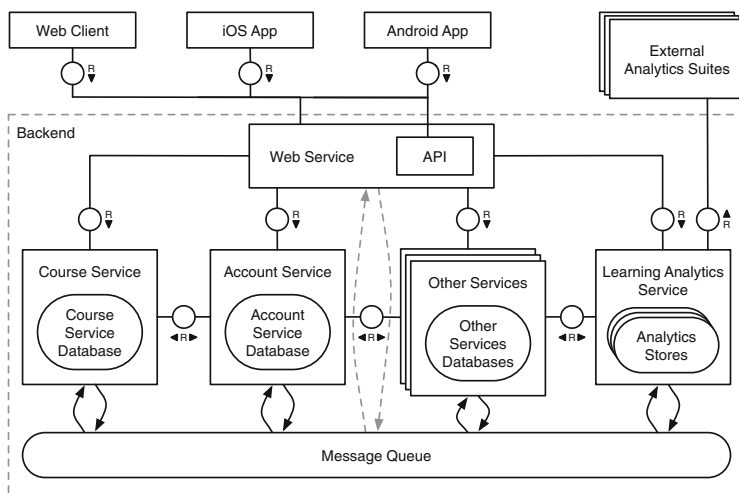 Web Client
iOS App
Android App
External
Analytics Suites
R
R
R
Backend
Web Service
API
R
R
R
R
R
Course Service
Account Service
Other Services
Learning Analytics
Service
Course
Service
Database
Account
Service
Database
Other
Services
Databases
Analytics
Stores
R
R
R
Message Queue